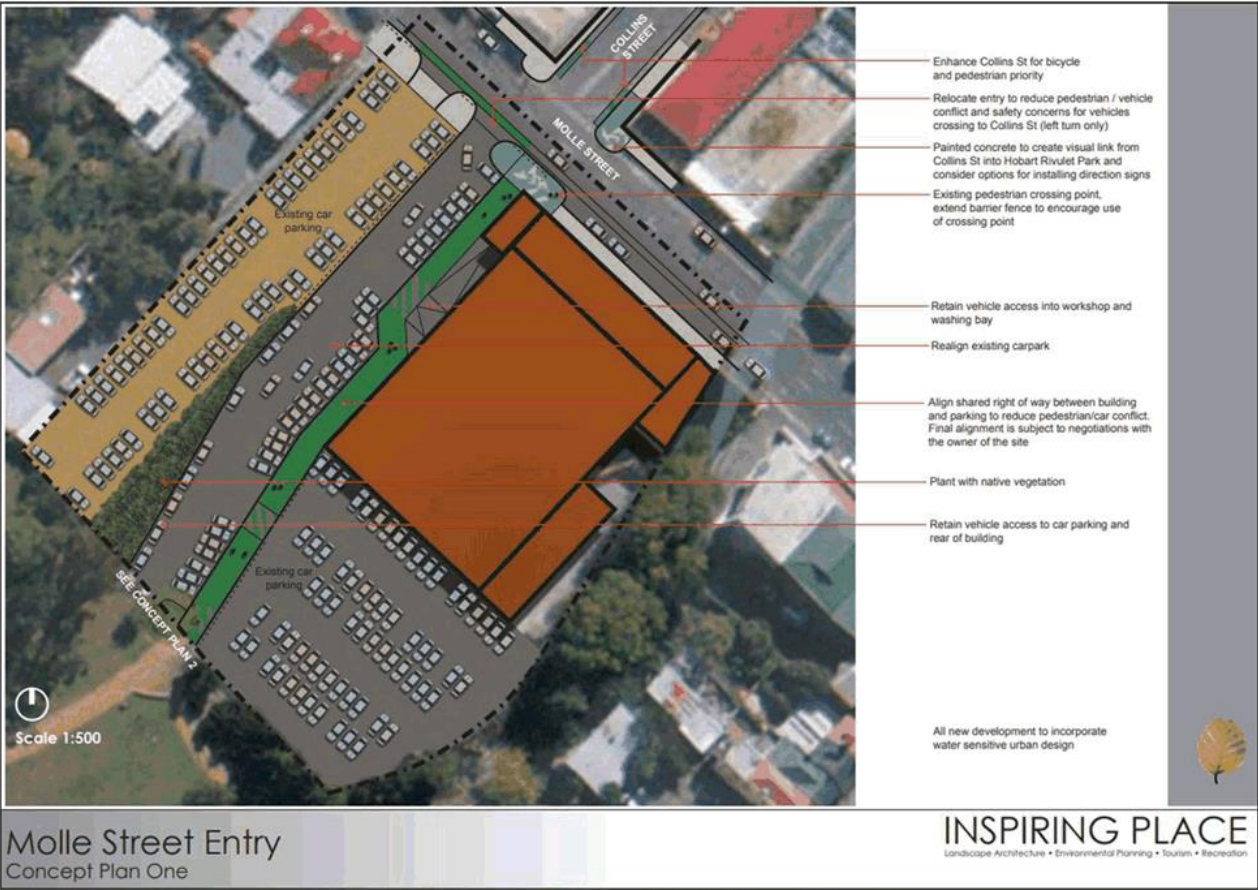 COLLINS
STREET
MOLLE STREET
Existing car
parking
Existing car
parking
SEE CONCEPT PLAN 2
Scale 1:500
Enhance Collins St for bicycle
and pedestrian priority
Relocate entry to reduce pedestrian / vehicle
conflict and safety concerns for vehicles
crossing to Collins St (left turn only)
Painted concrete to create visual link from
Collins St into Hobart Rivulet Park and
consider options for installing direction signs
Existing pedestrian crossing point,
extend barrier fence to encourage use
of crossing point
Retain vehicle access into workshop and
washing bay
Realign existing carpark
Align shared right of way between building
and parking to reduce pedestrian/car conflict.
Final alignment is subject to negotiations with
the owner of the site
Plant with native vegetation
Retain vehicle access to car parking and
rear of building
All new development to incorporate
water sensitive urban design
Molle Street Entry
Concept Plan One
INSPIRING PLACE
Landscape Architecture • Environmental Planning • Tourism • Recreation